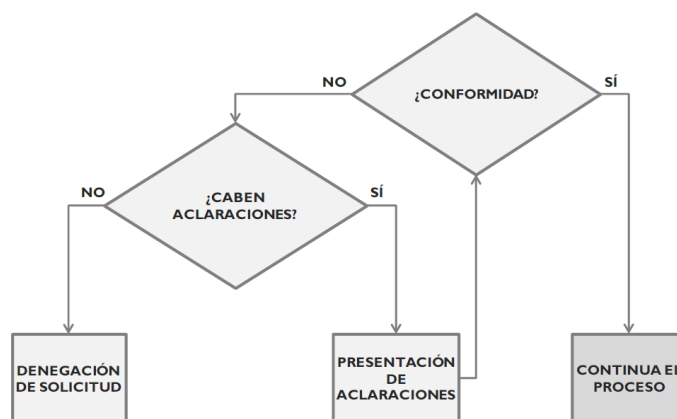 ¿CONFORMIDAD?
NO
SÍ
¿CABEN
ACLARACIONES?
NO
SÍ
DENEGACIÓN
DE SOLICITUD
PRESENTACIÓN
DE
ACLARACIONES
CONTINUA EL
PROCESO